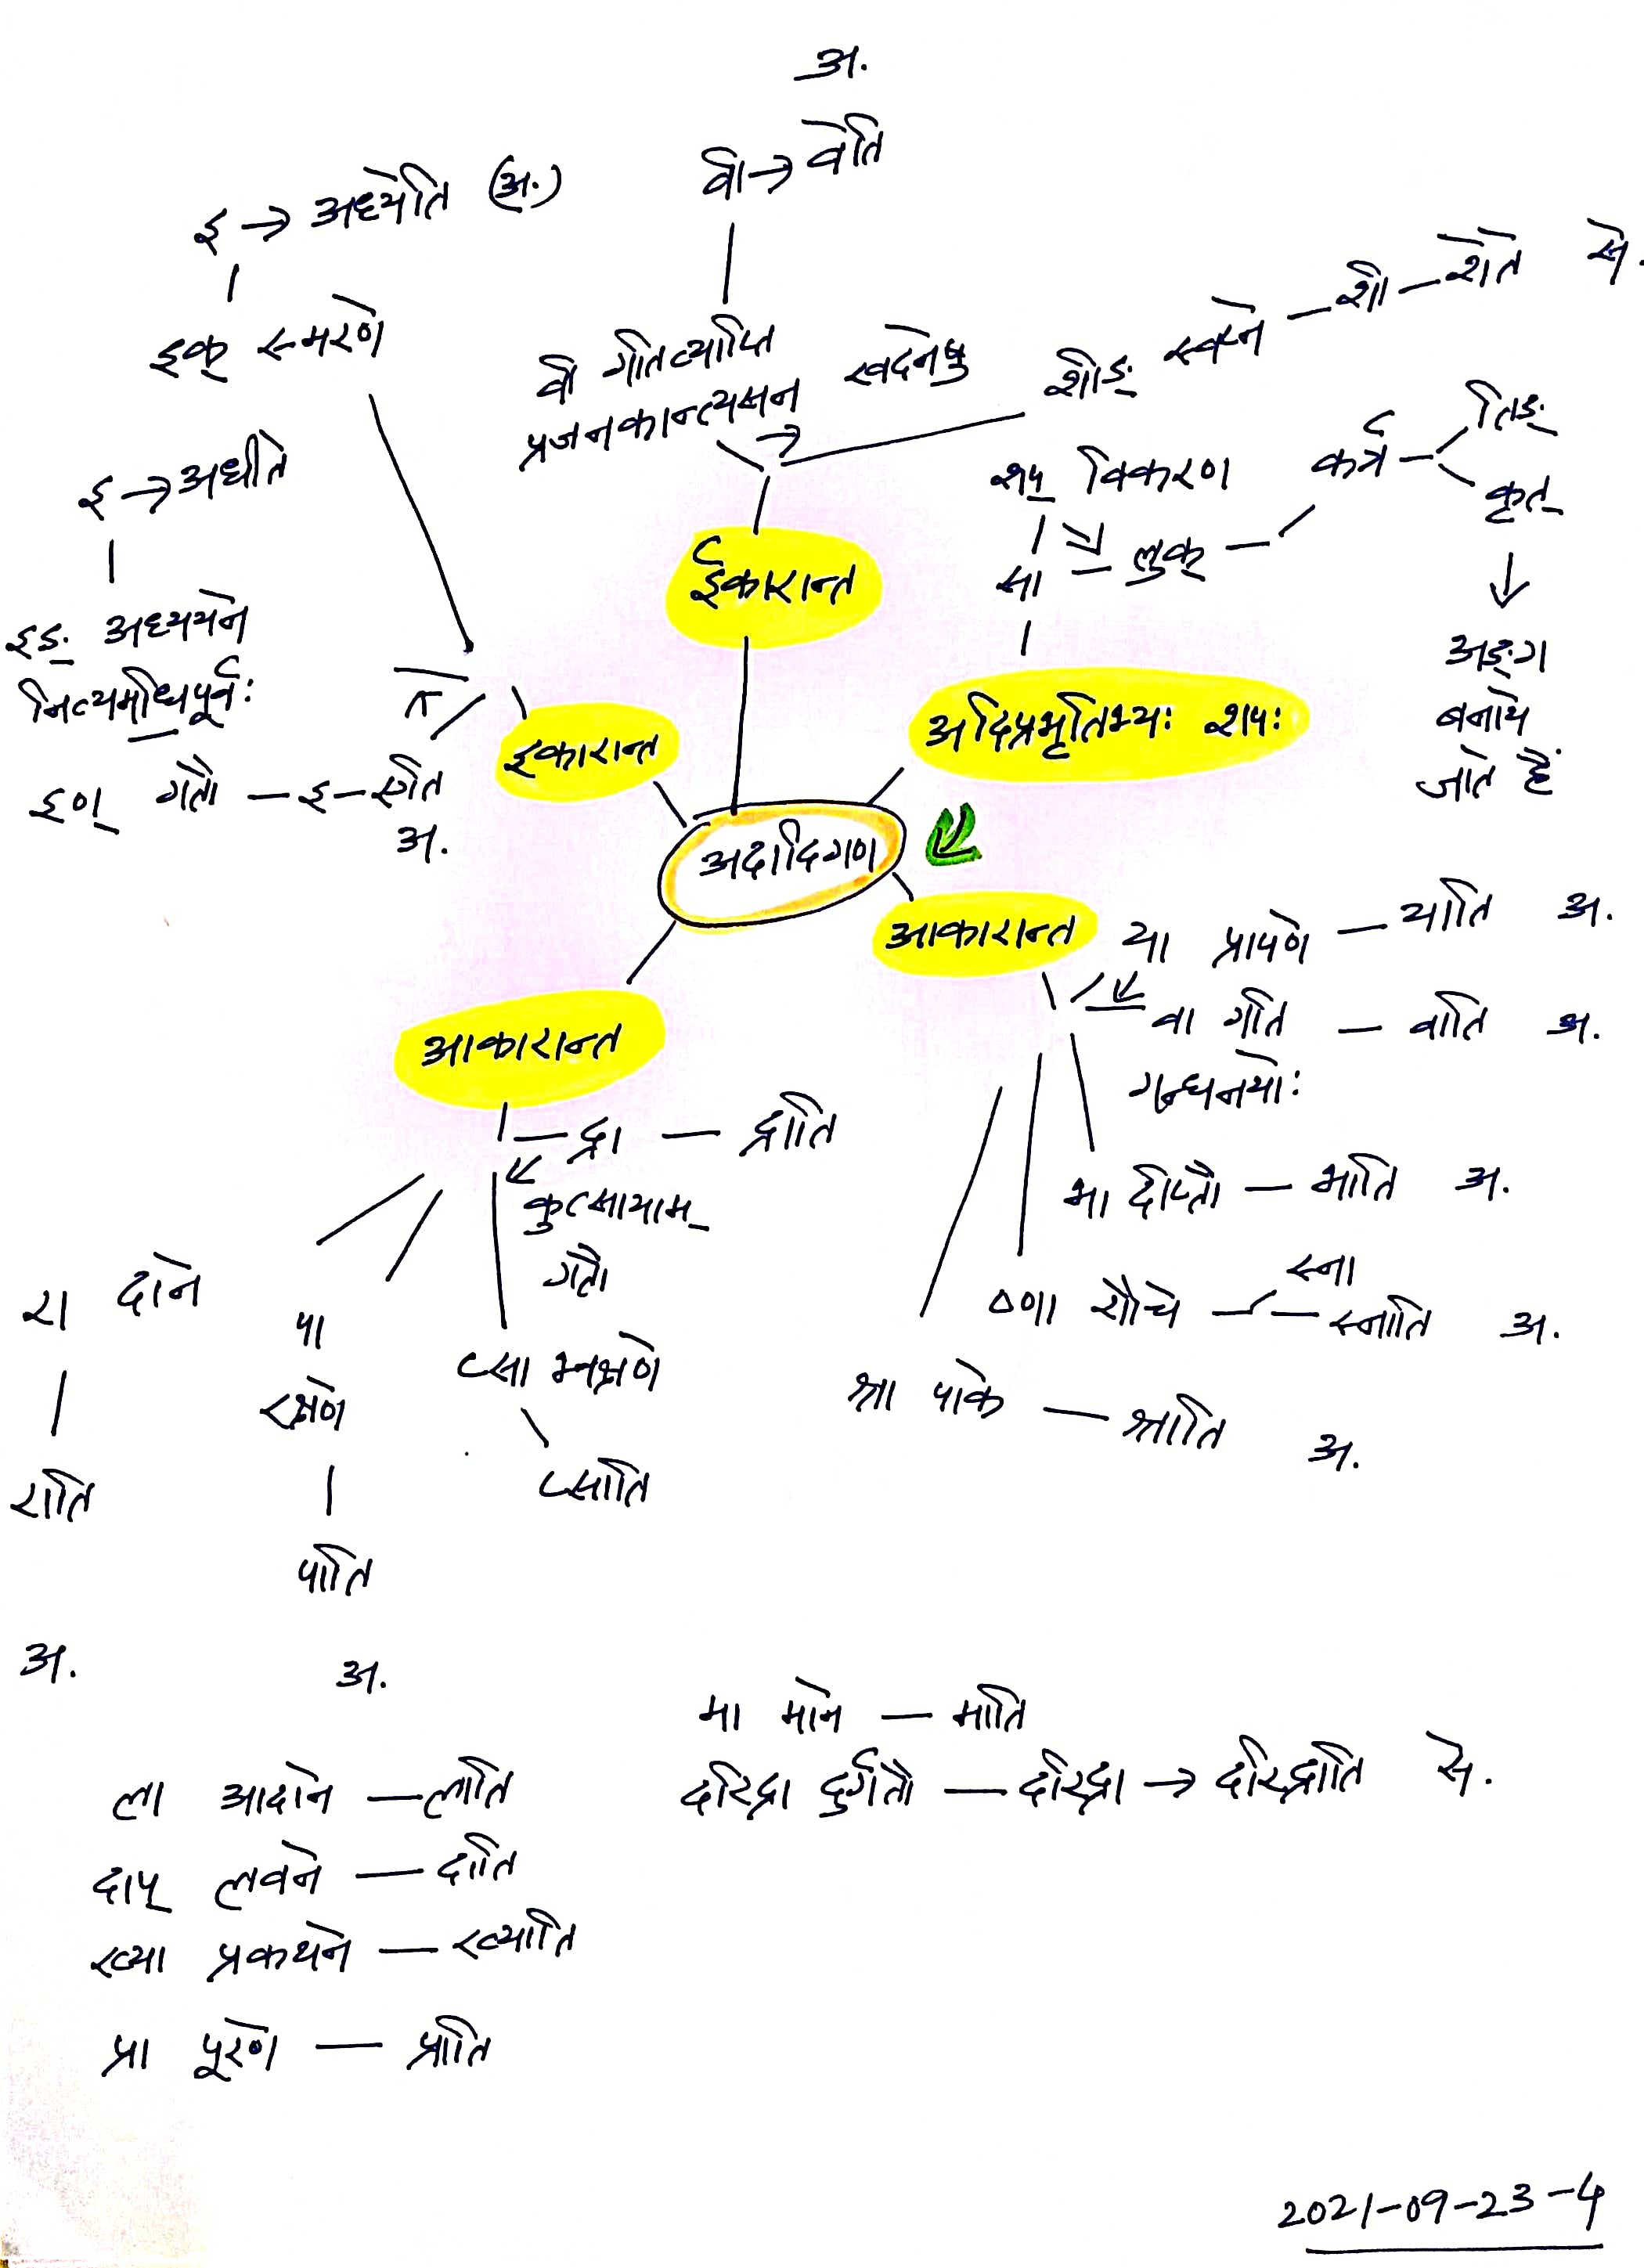 अ.
वी → वेति
इ → अध्येति (अ.)
इक् स्मरणे
वी गतिव्याप्ति
प्रजनकान्त्यसन खादनेषु
शीङ् स्वप्ने — शी — शेते से.
इ → अधीते
इङ् अध्ययने
नित्यमधिपूर्वः
इण् गतौ — इ — एति
अ.
ईकारान्त
इकारान्त
शप् विकरण
सा — लुक् — कर्तृ — तिङ्
कृत्
अङ्ग
बनाये
जाते हैं
अदिप्रभृतिभ्यः शपः
अदादिगण
आकारान्त
या प्रापणे — याति अ.
वा गति — वाति अ.
गन्धनयोः
भा दीप्तौ — भाति अ.
ष्णा शौचे — स्ना
— स्नाति अ.
श्रा पाके — श्राति अ.
आकारान्त
द्रा — द्राति
कुत्सायाम्
गतौ
रा दाने
राति
अ.
पा
रक्षणे
पाति
अ.
प्सा भक्षणे
प्साति
मा माने — माति
दरिद्रा दुर्गतौ — दरिद्रा → दरिद्राति से.
ला आदाने — लाति
दाप् लवने — दाति
ख्या प्रकथने — ख्याति
प्रा पूरणे — प्राति
2021-09-23-4